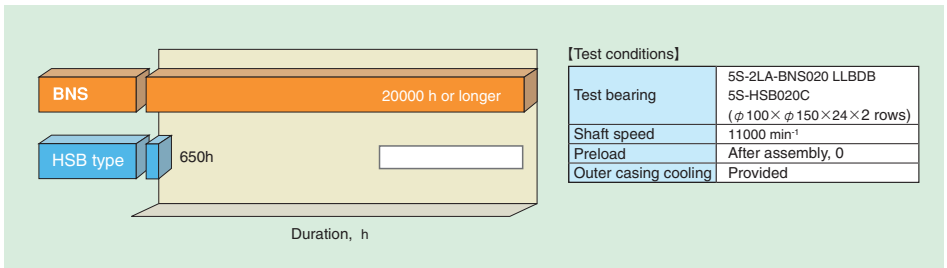 BNS
20000 h or longer
HSB type
650h
Duration, h
【Test conditions】
Test bearing
5S-2LA-BNS020 LLBDB
5S-HSB020C
(φ100×φ150×24×2 rows)
Shaft speed
11000 min⁻¹
Preload
After assembly, 0
Outer casing cooling
Provided